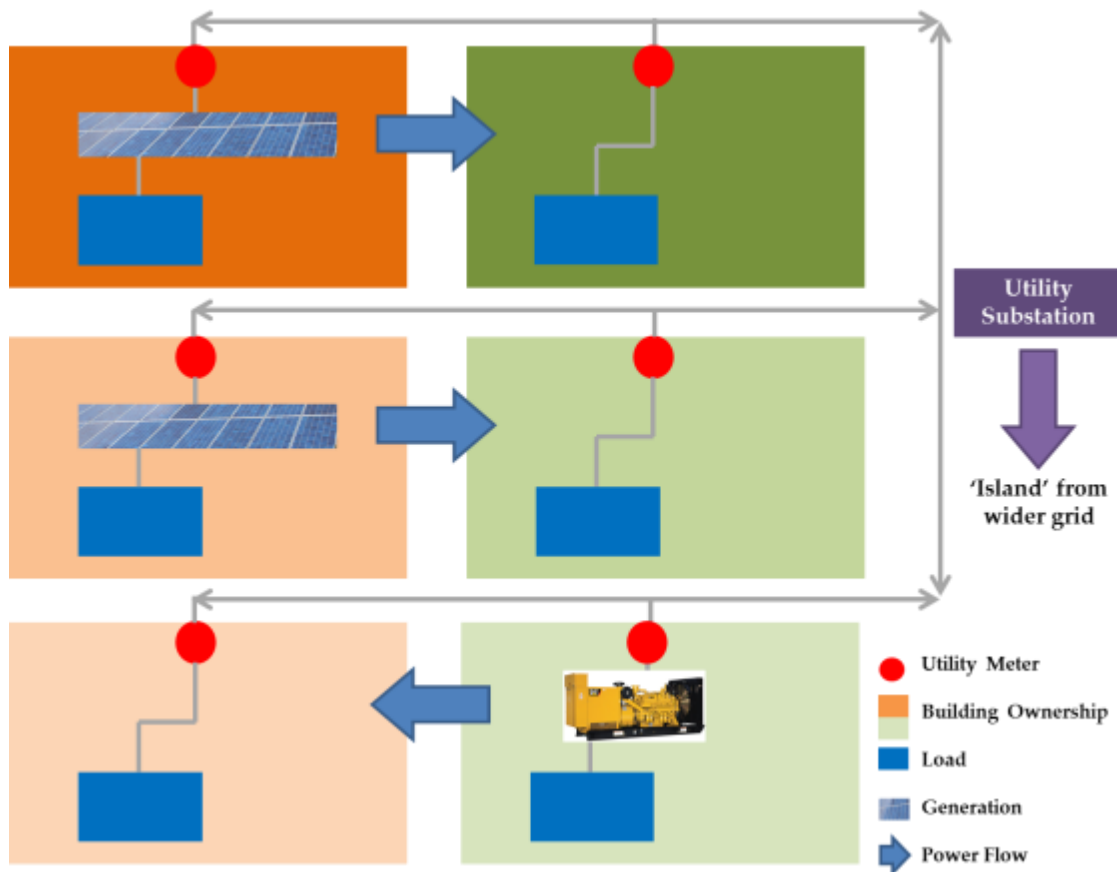 Utility
Substation
‘Island’ from
wider grid
Utility Meter
Building Ownership
Load
Generation
Power Flow